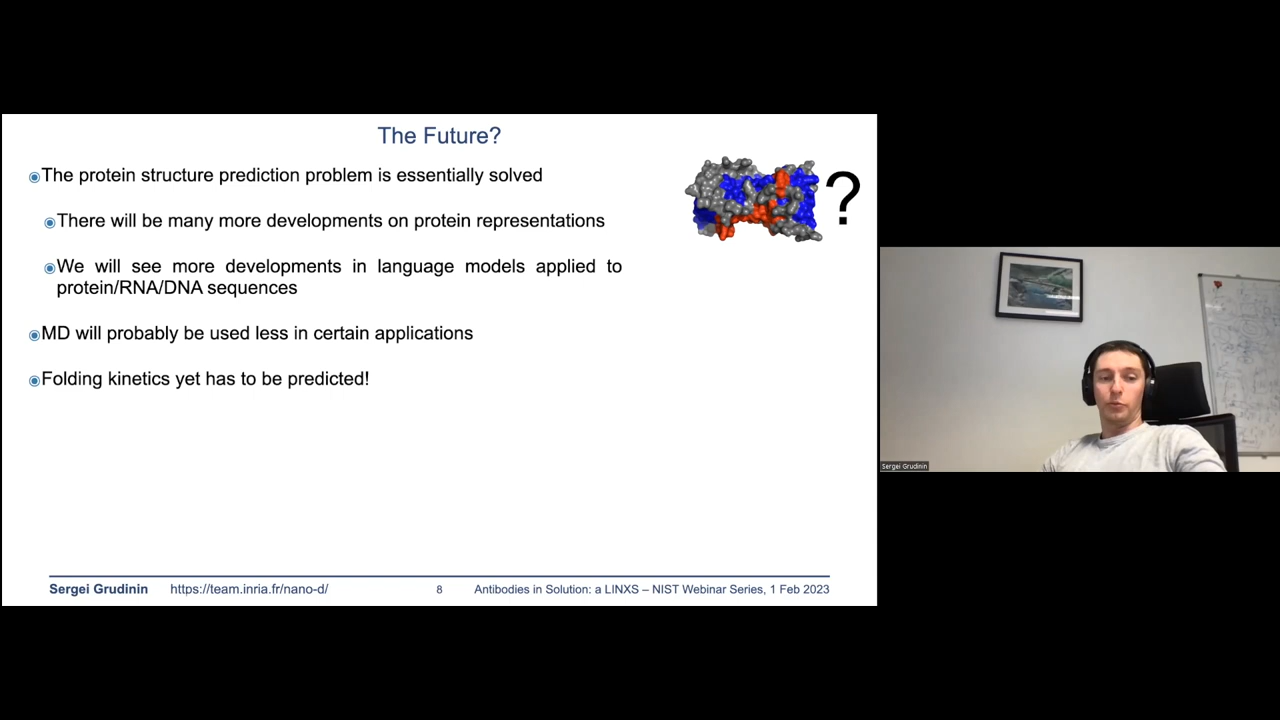 The Future?
The protein structure prediction problem is essentially solved
There will be many more developments on protein representations
We will see more developments in language models applied to
protein/RNA/DNA sequences
MD will probably be used less in certain applications
Folding kinetics yet has to be predicted!
?
Sergei Grudinin https://team.inria.fr/nano-d/ 8 Antibodies in Solution: a LINXS – NIST Webinar Series, 1 Feb 2023
Sergei Grudinin